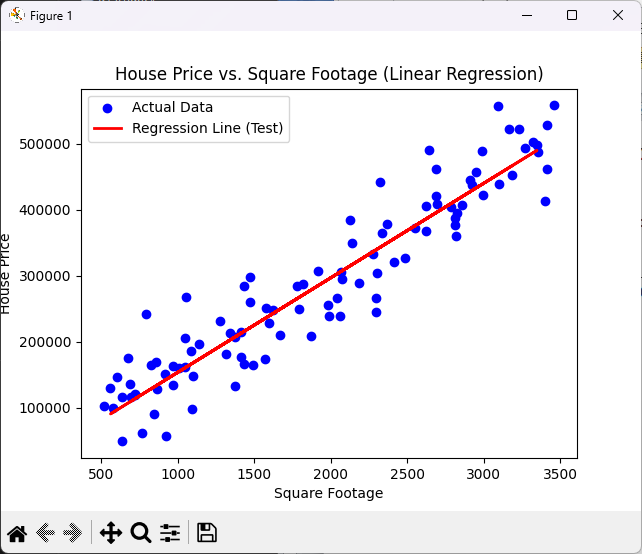 Figure 1
House Price vs. Square Footage (Linear Regression)
Actual Data
Regression Line (Test)
500000
400000
300000
200000
100000
House Price
500
1000
1500
2000
2500
3000
3500
Square Footage